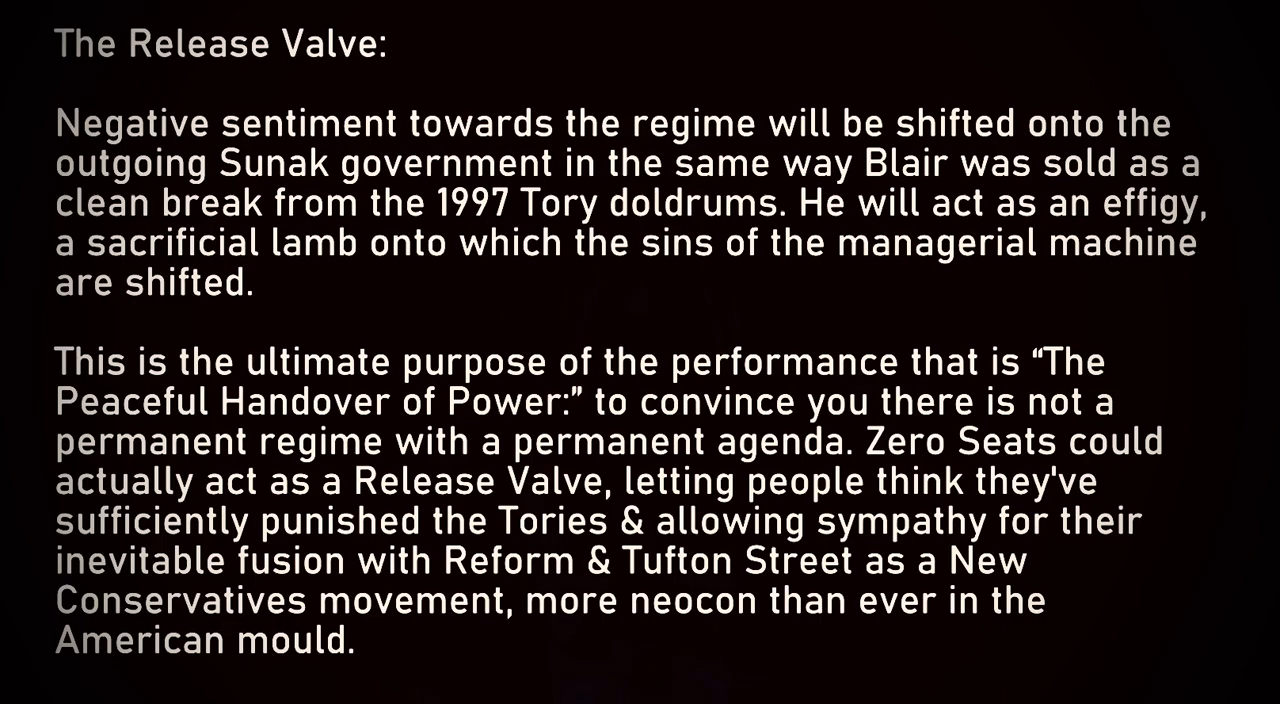 The Release Valve:
Negative sentiment towards the regime will be shifted onto the
outgoing Sunak government in the same way Blair was sold as a
clean break from the 1997 Tory doldrums. He will act as an effigy,
a sacrificial lamb onto which the sins of the managerial machine
are shifted.
This is the ultimate purpose of the performance that is “The
Peaceful Handover of Power:” to convince you there is not a
permanent regime with a permanent agenda. Zero Seats could
actually act as a Release Valve, letting people think they've
sufficiently punished the Tories & allowing sympathy for their
inevitable fusion with Reform & Tufton Street as a New
Conservatives movement, more neocon than ever in the
American mould.